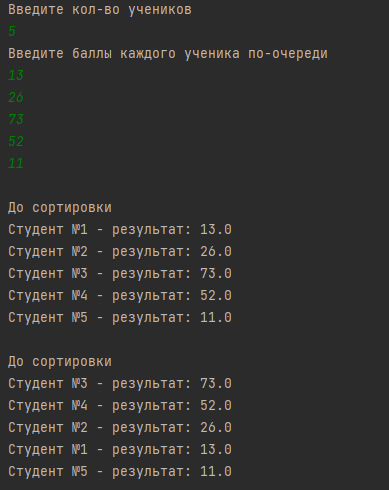 Введите кол-во учеников
5
Введите баллы каждого ученика по-очереди
13
26
73
52
11
До сортировки
Студент №1 - результат: 13.0
Студент №2 - результат: 26.0
Студент №3 - результат: 73.0
Студент №4 - результат: 52.0
Студент №5 - результат: 11.0
До сортировки
Студент №3 - результат: 73.0
Студент №4 - результат: 52.0
Студент №2 - результат: 26.0
Студент №1 - результат: 13.0
Студент №5 - результат: 11.0